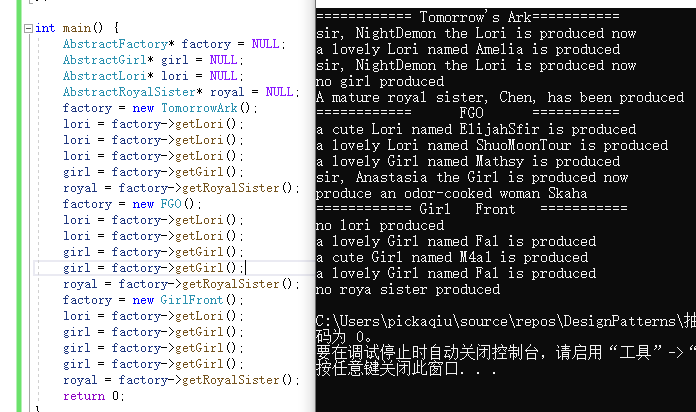 int main() {
AbstractFactory* factory = NULL;
AbstractGirl* girl = NULL;
AbstractLori* lori = NULL;
AbstractRoyalSister* royal = NULL;
factory = new TomorrowArk();
lori = factory->getLori();
lori = factory->getLori();
lori = factory->getLori();
girl = factory->getGirl();
royal = factory->getRoyalSister();
factory = new FGO();
lori = factory->getLori();
lori = factory->getLori();
girl = factory->getGirl();
girl = factory->getGirl();
royal = factory->getRoyalSister();
factory = new GirlFront();
lori = factory->getLori();
girl = factory->getGirl();
girl = factory->getGirl();
girl = factory->getGirl();
royal = factory->getRoyalSister();
return 0;
}
============ Tomorrow's Ark===========
sir, NightDemon the Lori is produced now
a lovely Lori named Amelia is produced
sir, NightDemon the Lori is produced now
no girl produced
A mature royal sister, Chen, has been produced
============ FGO ===========
a cute Lori named ElijahSfir is produced
a lovely Lori named ShuoMoonTour is produced
a lovely Girl named Mathsy is produced
sir, Anastasia the Girl is produced now
produce an odor-cooked woman Skaha
============ Girl Front ===========
no lori produced
a lovely Girl named Fal is produced
a cute Girl named M4a1 is produced
a lovely Girl named Fal is produced
no roya sister produced
C:\Users\pickaqiu\source\repos\DesignPatterns\抽
码为 0。
要在调试停止时自动关闭控制台，请启用“工具”->“
按任意键关闭此窗口. . .